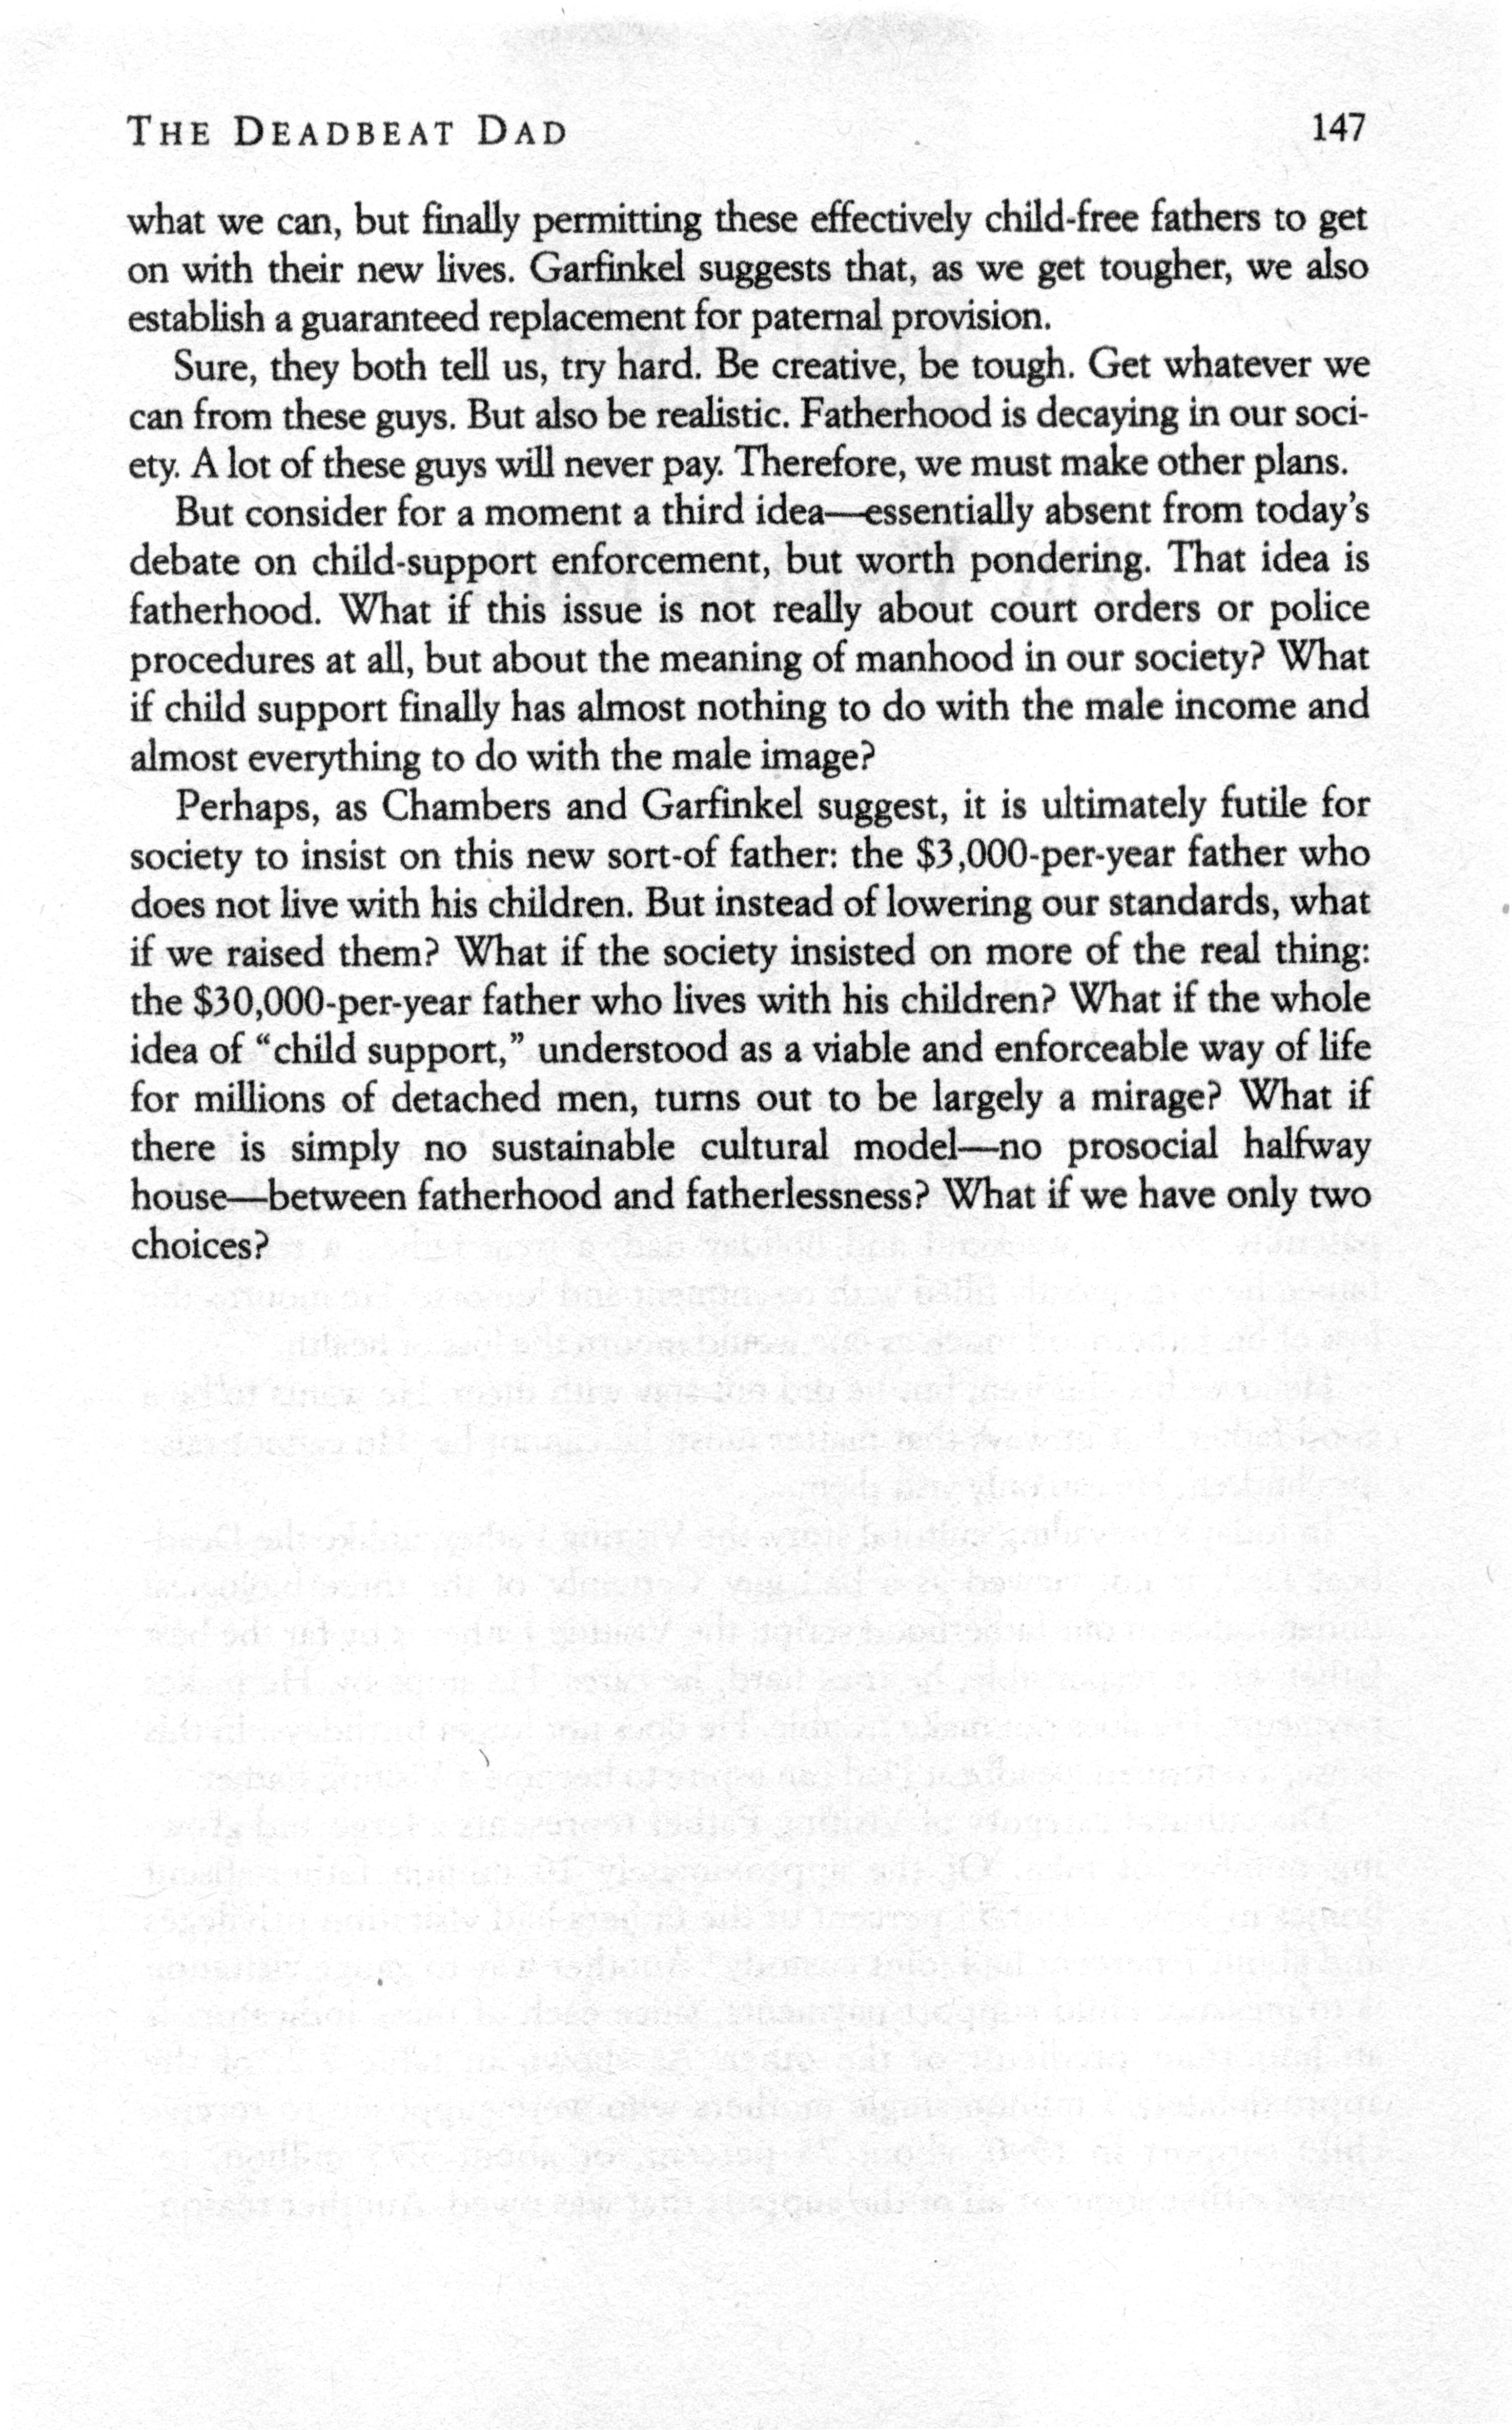 THE DEADBEAT DAD 147
what we can, but finally permitting these effectively child-free fathers to get
on with their new lives. Garfinkel suggests that, as we get tougher, we also
establish a guaranteed replacement for paternal provision.
Sure, they both tell us, try hard. Be creative, be tough. Get whatever we
can from these guys. But also be realistic. Fatherhood is decaying in our soci-
ety. A lot of these guys will never pay. Therefore, we must make other plans.
But consider for a moment a third idea—essentially absent from today's
debate on child-support enforcement, but worth pondering. That idea is
fatherhood. What if this issue is not really about court orders or police
procedures at all, but about the meaning of manhood in our society? What
if child support finally has almost nothing to do with the male income and
almost everything to do with the male image?
Perhaps, as Chambers and Garfinkel suggest, it is ultimately futile for
society to insist on this new sort-of father: the $3,000-per-year father who
does not live with his children. But instead of lowering our standards, what
if we raised them? What if the society insisted on more of the real thing:
the $30,000-per-year father who lives with his children? What if the whole
idea of “child support,” understood as a viable and enforceable way of life
for millions of detached men, turns out to be largely a mirage? What if
there is simply no sustainable cultural model—no prosocial halfway
house—between fatherhood and fatherlessness? What if we have only two
choices?